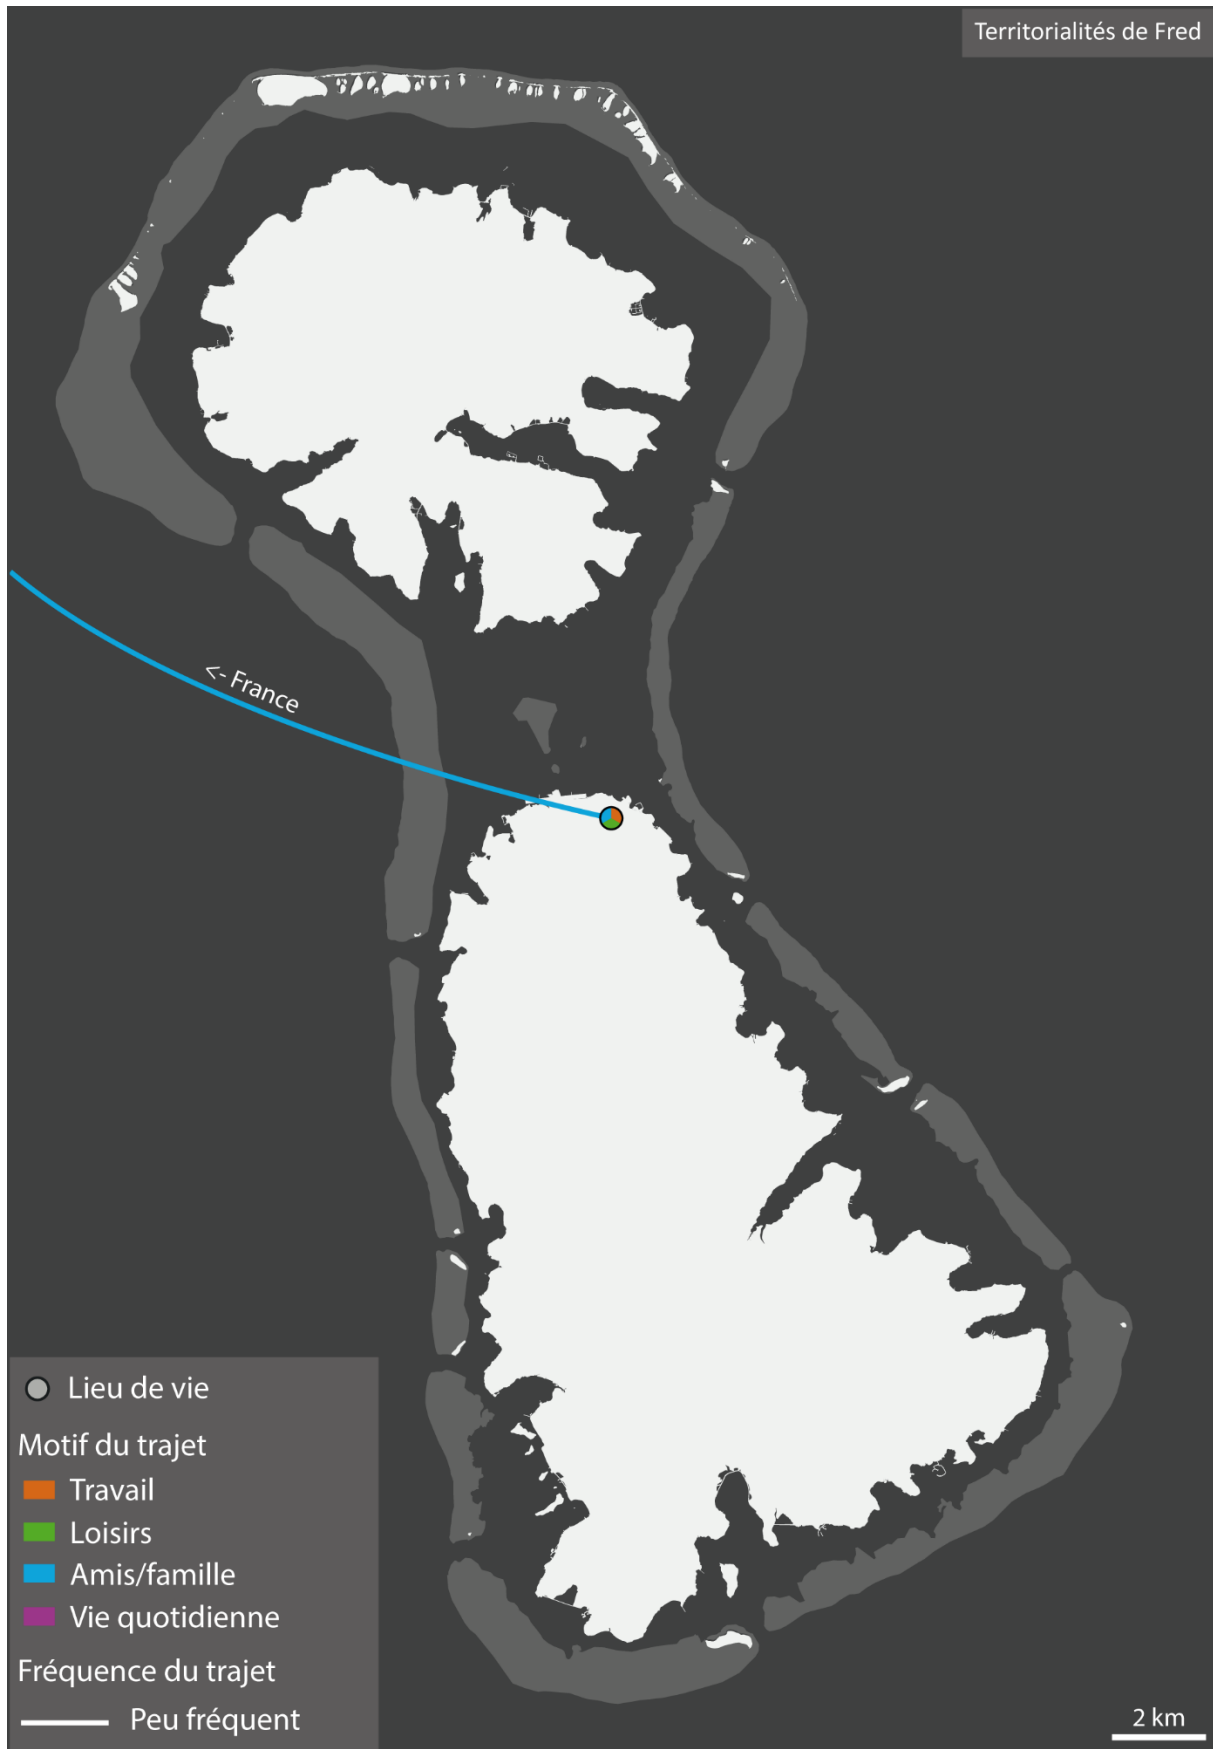 Territorialités de Fred
<- France
Lieu de vie
Motif du trajet
Travail
Loisirs
Amis/famille
Vie quotidienne
Fréquence du trajet
Peu fréquent
2 km